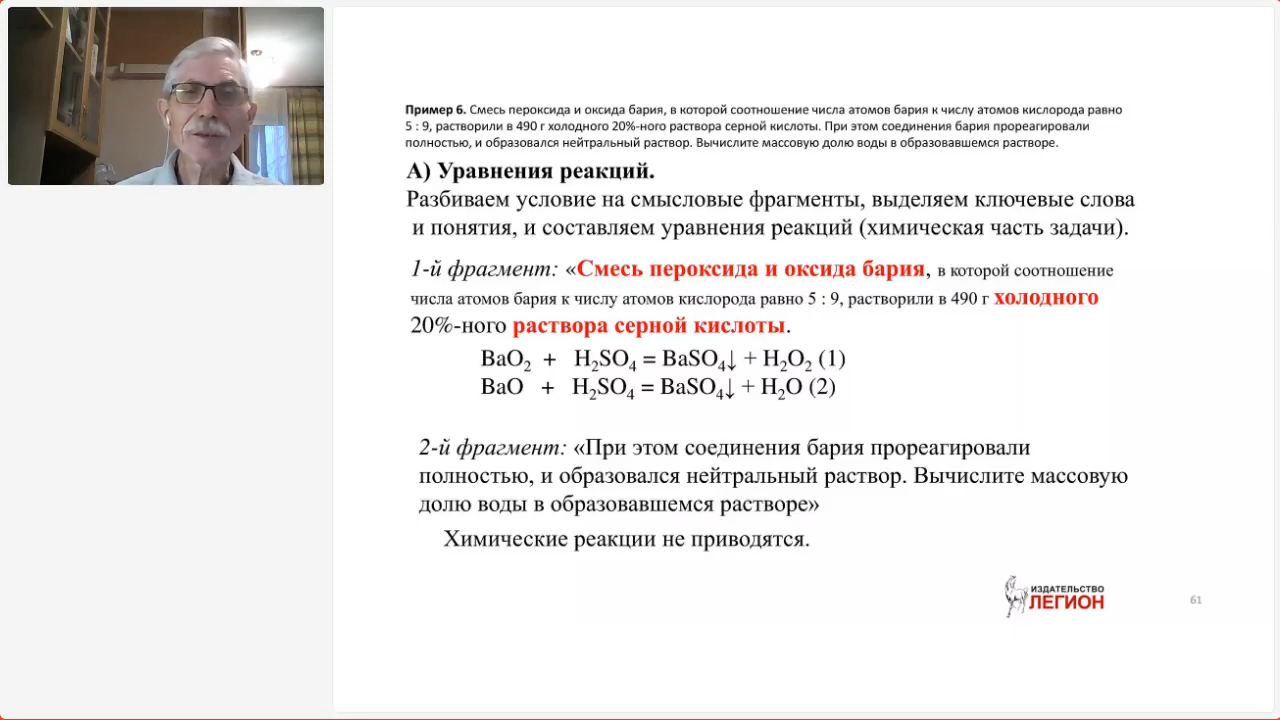 Пример 6. Смесь пероксида и оксида бария, в которой соотношение числа атомов бария к числу атомов кислорода равно
5 : 9, растворили в 490 г холодного 20%-ного раствора серной кислоты. При этом соединения бария прореагировали
полностью, и образовался нейтральный раствор. Вычислите массовую долю воды в образовавшемся растворе.
А) Уравнения реакций.
Разбиваем условие на смысловые фрагменты, выделяем ключевые слова
и понятия, и составляем уравнения реакций (химическая часть задачи).
1-й фрагмент: «Смесь пероксида и оксида бария, в которой соотношение
числа атомов бария к числу атомов кислорода равно 5 : 9, растворили в 490 г холодного
20%-ного раствора серной кислоты.
BaO₂ + H₂SO₄ = BaSO₄↓ + H₂O₂ (1)
BaO + H₂SO₄ = BaSO₄↓ + H₂O (2)
2-й фрагмент: «При этом соединения бария прореагировали
полностью, и образовался нейтральный раствор. Вычислите массовую
долю воды в образовавшемся растворе»
Химические реакции не приводятся.
ИЗДАТЕЛЬСТВО
ЛЕГИОН
61